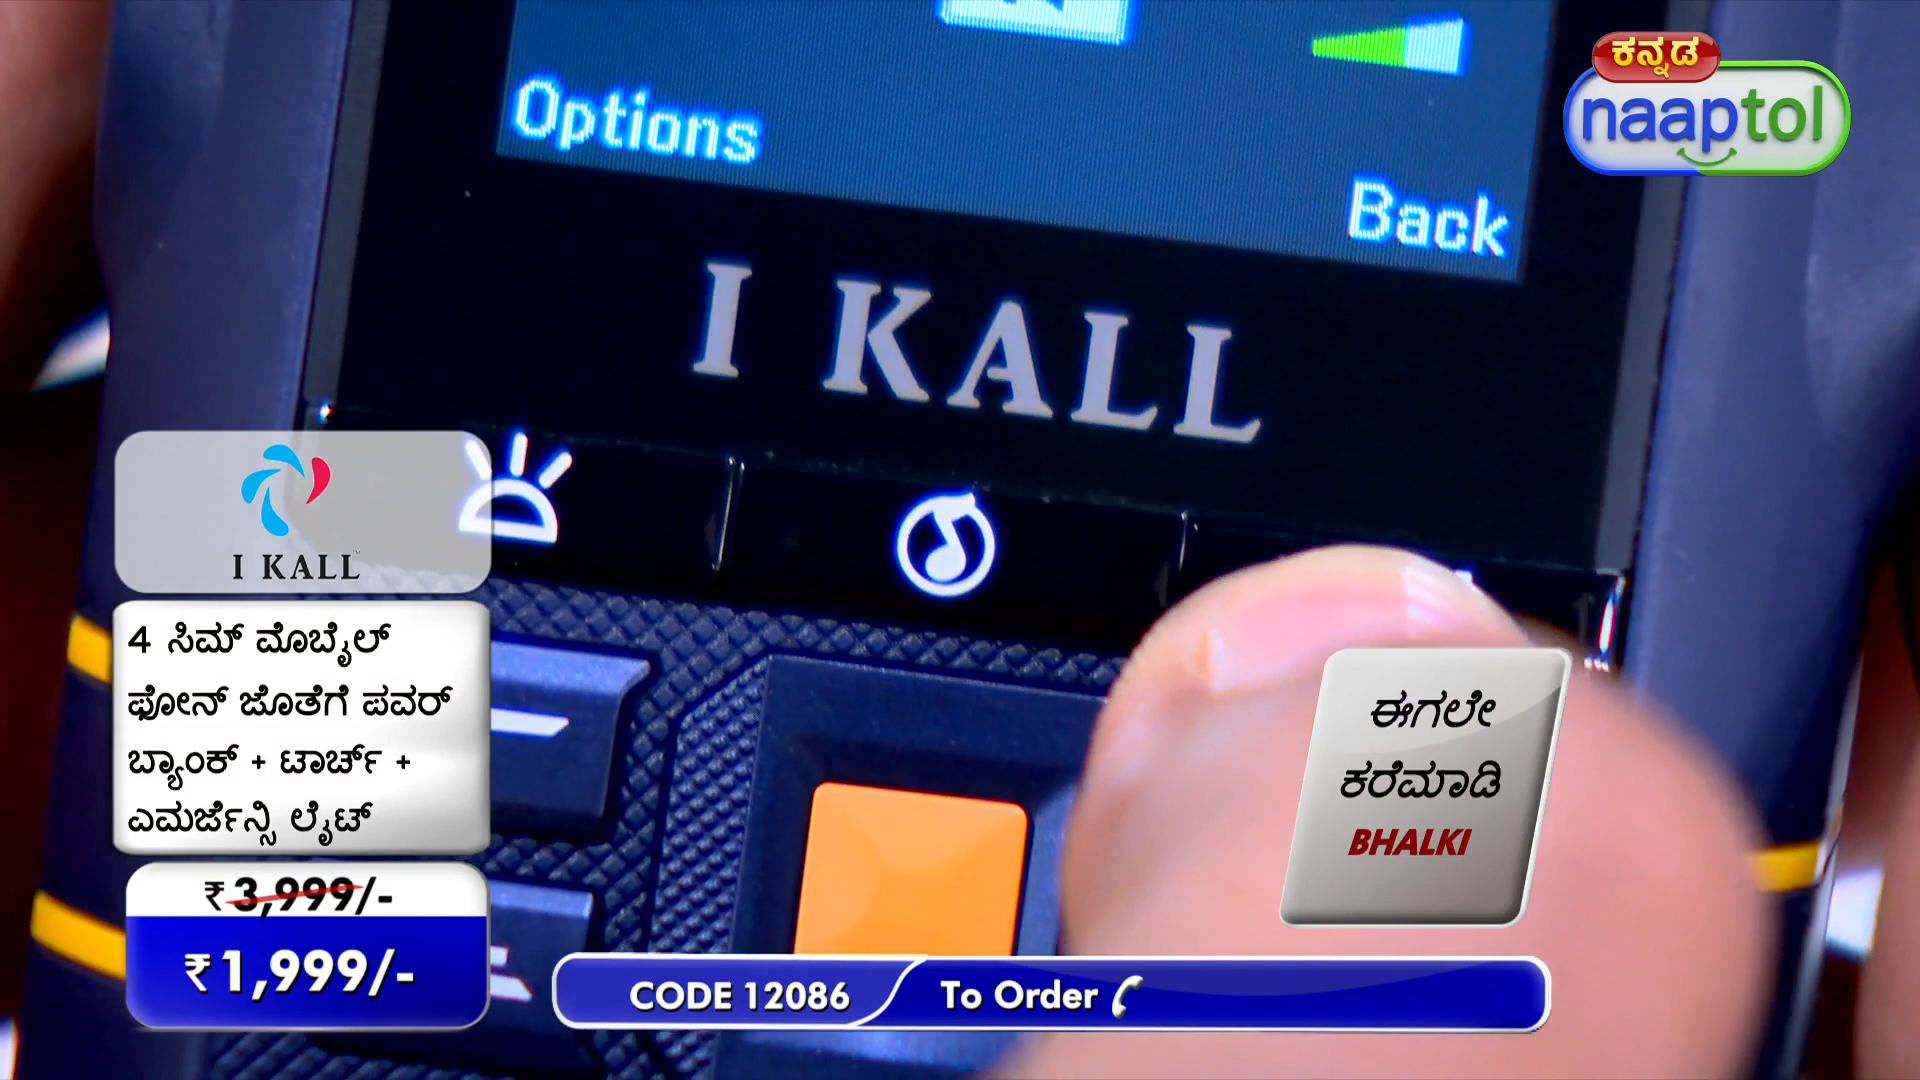 Options
Back
I KALL
ಕನ್ನಡ
naaptol
I KALL
4 ಸಿಮ್ ಮೊಬೈಲ್
ಫೋನ್ ಜೊತೆಗೆ ಪವರ್
ಬ್ಯಾಂಕ್ + ಟಾರ್ಚ್ +
ಎಮರ್ಜೆನ್ಸಿ ಲೈಟ್
₹3,999/-
₹1,999/-
ಈಗಲೇ
ಕರೆಮಾಡಿ
BHALKI
CODE 12086 To Order